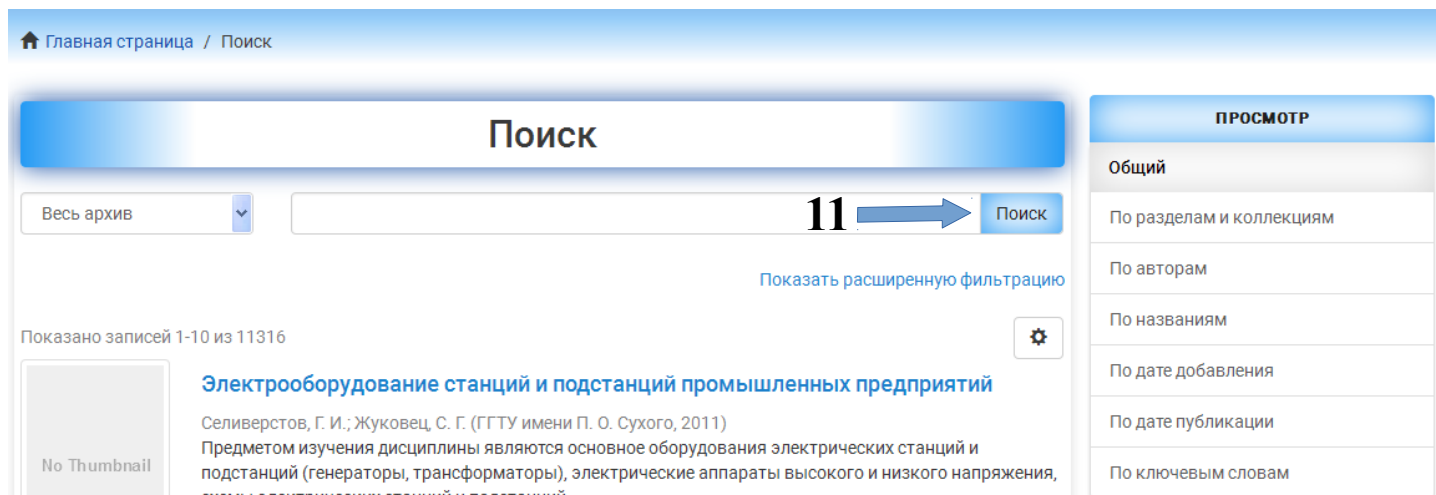 Главная страница / Поиск
Поиск
Весь архив
11
Поиск
Показать расширенную фильтрацию
Показано записей 1-10 из 11316
No Thumbnail
Электрооборудование станций и подстанций промышленных предприятий
Селиверстов, Г. И.; Жуковец, С. Г. (ГГТУ имени П. О. Сухого, 2011)
Предметом изучения дисциплины являются основное оборудования электрических станций и
подстанций (генераторы, трансформаторы), электрические аппараты высокого и низкого напряжения,
ПРОСМОТР
Общий
По разделам и коллекциям
По авторам
По названиям
По дате добавления
По дате публикации
По ключевым словам